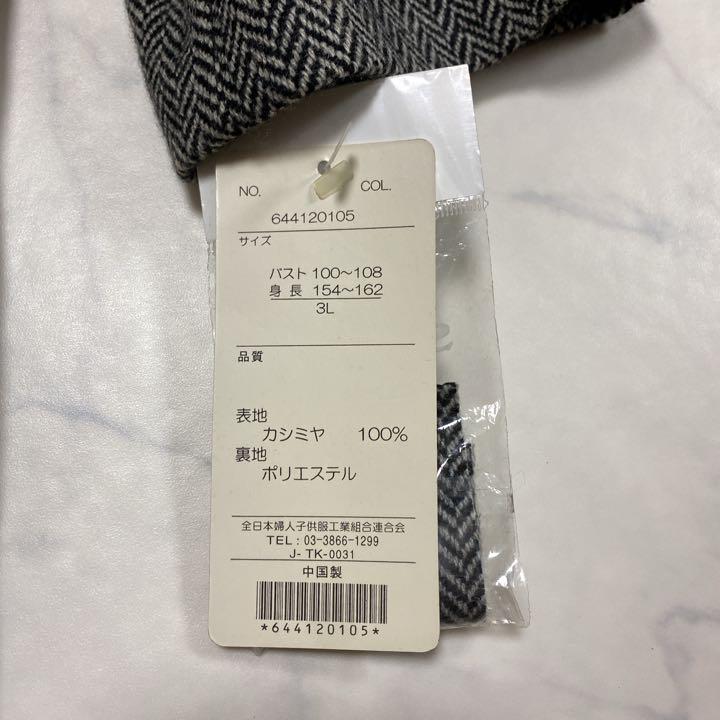 NO. COL.
644120105
サイズ
バスト 100～108
身長 154～162
3L
品質
表地
カシミヤ 100%
裏地
ポリエステル
全日本婦人子供服工業組合連合会
TEL : 03-3866-1299
J- TK-0031
中国製
*644120105*